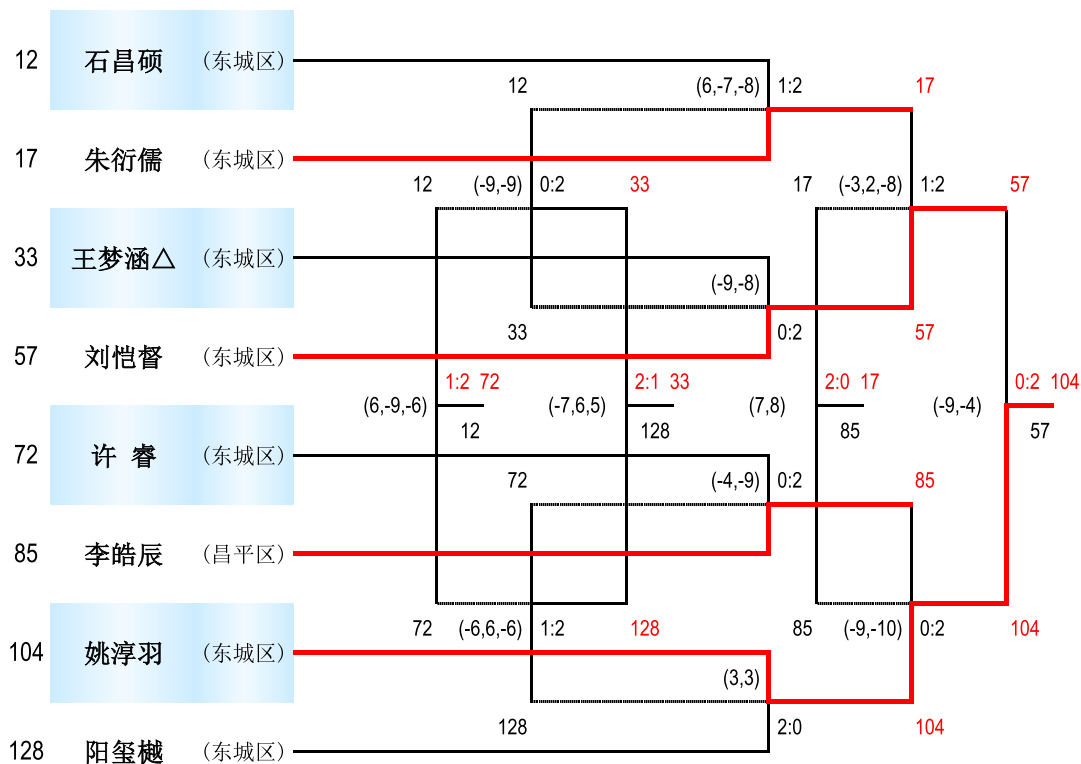 12 石昌硕 (东城区)
12 (6,-7,-8) 1:2 17
17 朱衍儒 (东城区)
12 (-9,-9) 0:2 33 17 (-3,2,-8) 1:2 57
33 王梦涵△ (东城区)
(-9,-8)
33 0:2 57
57 刘恺督 (东城区)
1:2 72 2:1 33 2:0 17 0:2 104
(6,-9,-6) (-7,6,5) (7,8) (-9,-4)
12 128 85 57
72 许 睿 (东城区)
72 (-4,-9) 0:2 85
85 李皓辰 (昌平区)
72 (-6,6,-6) 1:2 128 85 (-9,-10) 0:2 104
104 姚淳羽 (东城区)
(3,3)
128 2:0 104
128 阳玺樾 (东城区)